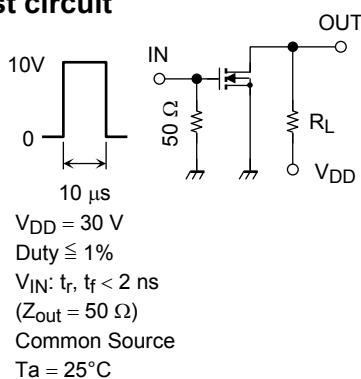 st circuit
OUT
IN
10V
50 Ω
RL
0
VDD
10 μs
VDD = 30 V
Duty ≦ 1%
VIN: tr, tf < 2 ns
(Zout = 50 Ω)
Common Source
Ta = 25°C